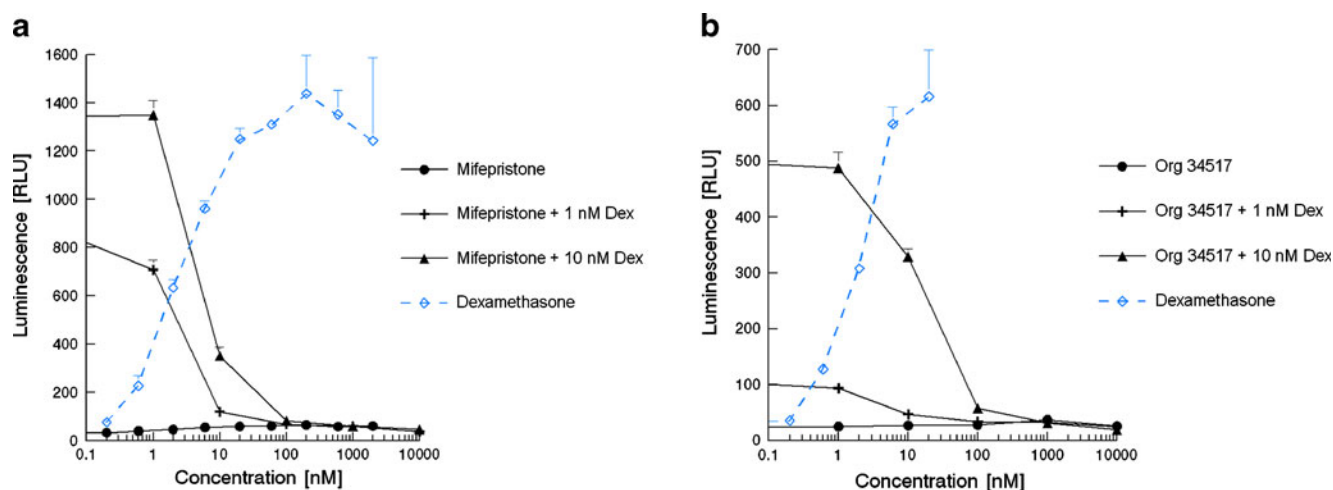 a
1600
1400
1200
1000
800
600
400
200
0
Luminescence [RLU]
0.1 1 10 100 1000 10000
Concentration [nM]
Mifepristone
Mifepristone + 1 nM Dex
Mifepristone + 10 nM Dex
Dexamethasone
b
700
600
500
400
300
200
100
0
Luminescence [RLU]
0.1 1 10 100 1000 10000
Concentration [nM]
Org 34517
Org 34517 + 1 nM Dex
Org 34517 + 10 nM Dex
Dexamethasone